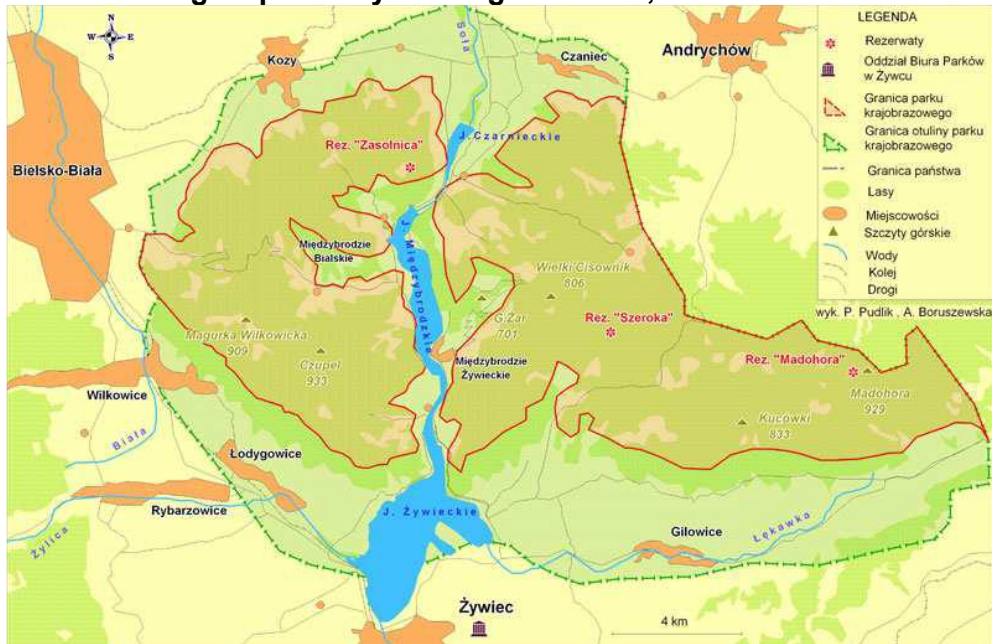 N
W E
S
Kozy
Soła
Czaniec
Andrychów
LEGENDA
Rezerwaty
Oddział Biura Parków
w Żywcu
Granica parku
krajobrazowego
Granica otuliny parku
krajobrazowego
Granica państwa
Lasy
Miejscowości
Szczyty górskie
Wody
Kolej
Drogi
wyk. P. Pudlik , A. Boruszewska
Bielsko-Biała
Rez. "Zasolnica"
J.Czarnieckie
J. Międzybrodzkie
Międzybrodzie
Bialskie
Wielki Cisownik
806
G.Żar
701
Rez. "Szeroka"
Magurka Wilkowicka
909
Czupel
933
Międzybrodzie
Żywieckie
Rez. "Madohora"
Madohora
929
Kucówki
833
Wilkowice
Biała
Łodygowice
Rybarzowice
Żylica
J. Żywieckie
Gilowice
Łękawka
Żywiec
4 km